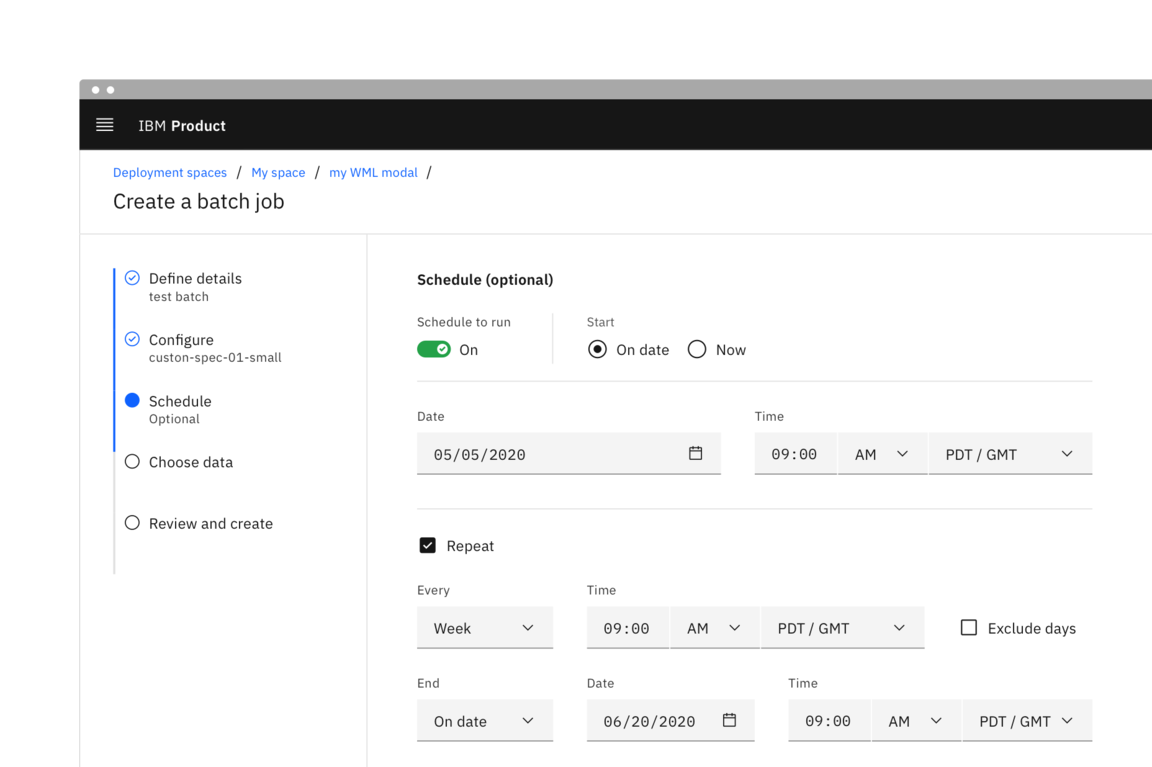 IBM Product
Deployment spaces / My space / my WML modal /
Create a batch job
Define details
test batch
Configure
custon-spec-01-small
Schedule
Optional
Choose data
Review and create
Schedule (optional)
Schedule to run
On
Start
On date Now
Date Time
05/05/2020 09:00 AM PDT / GMT
Repeat
Every Time
Week 09:00 AM PDT / GMT Exclude days
End Date Time
On date 06/20/2020 09:00 AM PDT / GMT